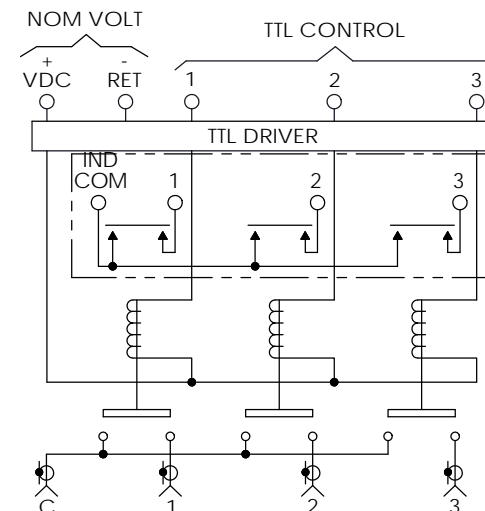 NOM VOLT
TTL CONTROL
+ -
VDC RET 1 2 3
TTL DRIVER
IND
COM 1 2 3
C 1 2 3